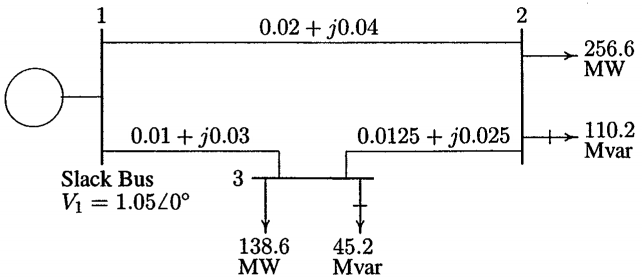 1
2
0.02 + j0.04
256.6
MW
0.01 + j0.03
0.0125 + j0.025
110.2
Mvar
Slack Bus
V₁ = 1.05∠0°
3
138.6
MW
45.2
Mvar